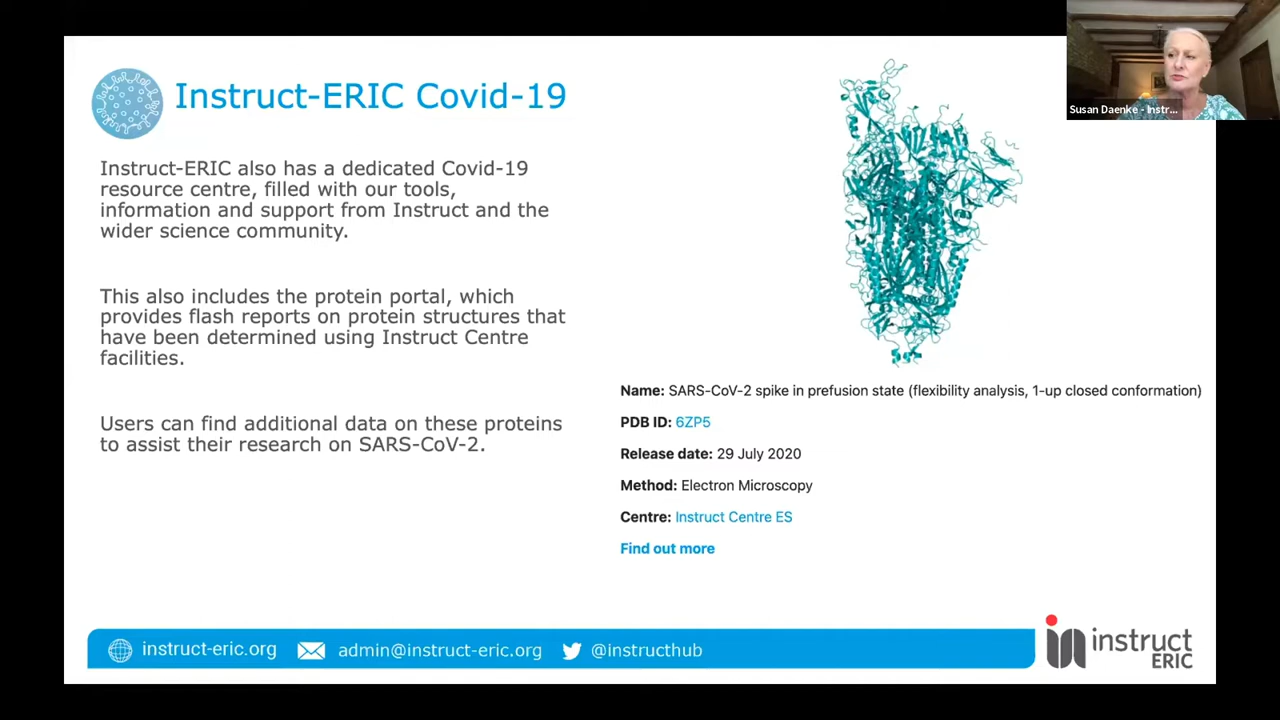 Instruct-ERIC Covid-19
Susan Daenke - Instr...
Instruct-ERIC also has a dedicated Covid-19
resource centre, filled with our tools,
information and support from Instruct and the
wider science community.
This also includes the protein portal, which
provides flash reports on protein structures that
have been determined using Instruct Centre
facilities.
Users can find additional data on these proteins
to assist their research on SARS-CoV-2.
Name: SARS-CoV-2 spike in prefusion state (flexibility analysis, 1-up closed conformation)
PDB ID: 6ZP5
Release date: 29 July 2020
Method: Electron Microscopy
Centre: Instruct Centre ES
Find out more
instruct-eric.org admin@instruct-eric.org @instructhub
instruct
ERIC